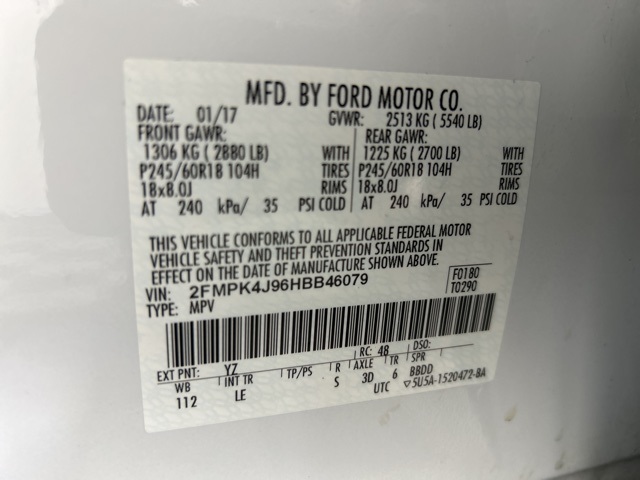 MFD. BY FORD MOTOR CO.
DATE: 01/17 GVWR: 2513 KG ( 5540 LB)
FRONT GAWR: REAR GAWR:
1306 KG ( 2880 LB) WITH 1225 KG ( 2700 LB) WITH
P245/60R18 104H TIRES P245/60R18 104H TIRES
18x8.0J RIMS 18x8.0J RIMS
AT 240 kPa/ 35 PSI COLD AT 240 kPa/ 35 PSI COLD
THIS VEHICLE CONFORMS TO ALL APPLICABLE FEDERAL MOTOR
VEHICLE SAFETY AND THEFT PREVENTION STANDARDS IN
EFFECT ON THE DATE OF MANUFACTURE SHOWN ABOVE.
VIN: 2FMPK4J96HBB46079 F0180
TYPE: MPV T0290
EXT PNT: YZ RC: 48 DSO:
WB INT TR TP/PS R AXLE TR SPR
112 LE S 3D 6 BBDD
UTC ▽5U5A-1520472-BA